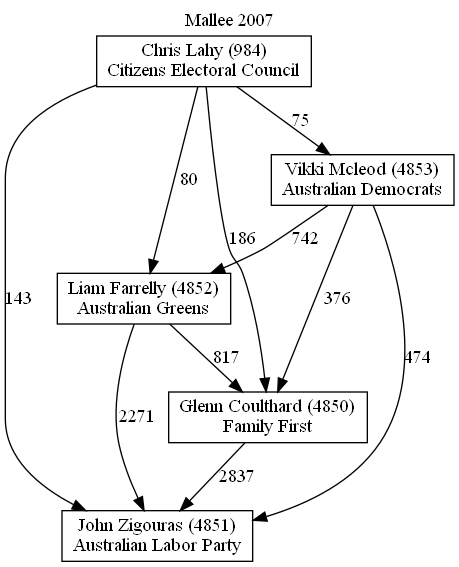 Mallee 2007
Chris Lahy (984)
Citizens Electoral Council
75
Vikki Mcleod (4853)
Australian Democrats
80
186
742
Liam Farrelly (4852)
Australian Greens
143
376
817
474
Glenn Coulthard (4850)
Family First
2271
2837
John Zigouras (4851)
Australian Labor Party